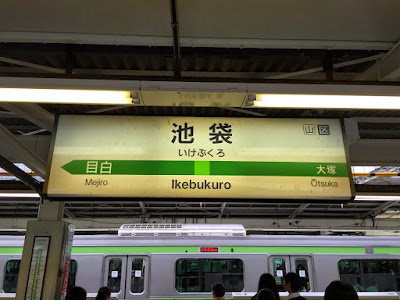 池袋
山 区
いけぶくろ
目白
大塚
Mejiro
Ikebukuro
Ōtsuka